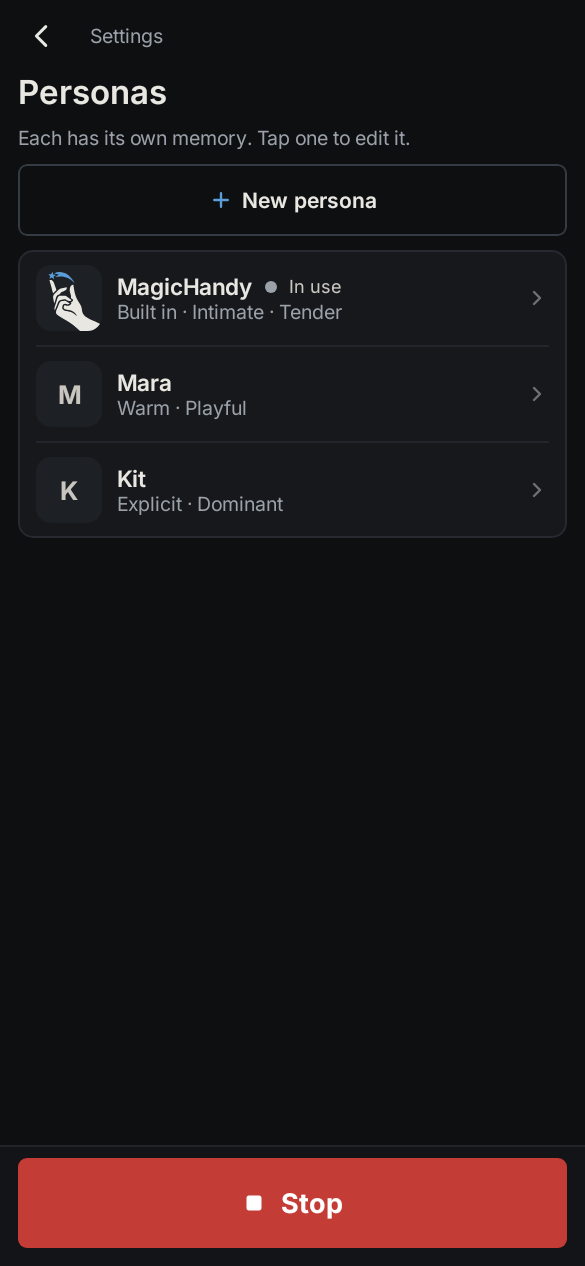 Settings
Personas
Each has its own memory. Tap one to edit it.
New persona
MagicHandy In use
Built in · Intimate · Tender
M
Mara
Warm · Playful
K
Kit
Explicit · Dominant
Stop